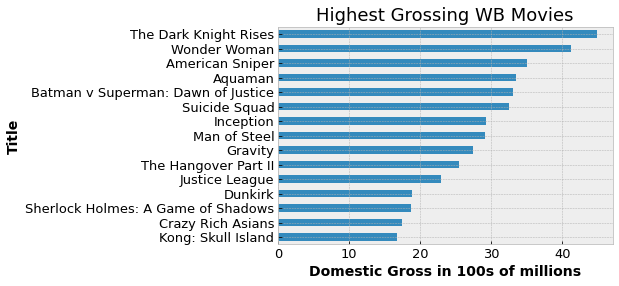 Highest Grossing WB Movies
The Dark Knight Rises
Wonder Woman
American Sniper
Aquaman
Batman v Superman: Dawn of Justice
Suicide Squad
Inception
Man of Steel
Gravity
The Hangover Part II
Justice League
Dunkirk
Sherlock Holmes: A Game of Shadows
Crazy Rich Asians
Kong: Skull Island
Title
0 10 20 30 40
Domestic Gross in 100s of millions